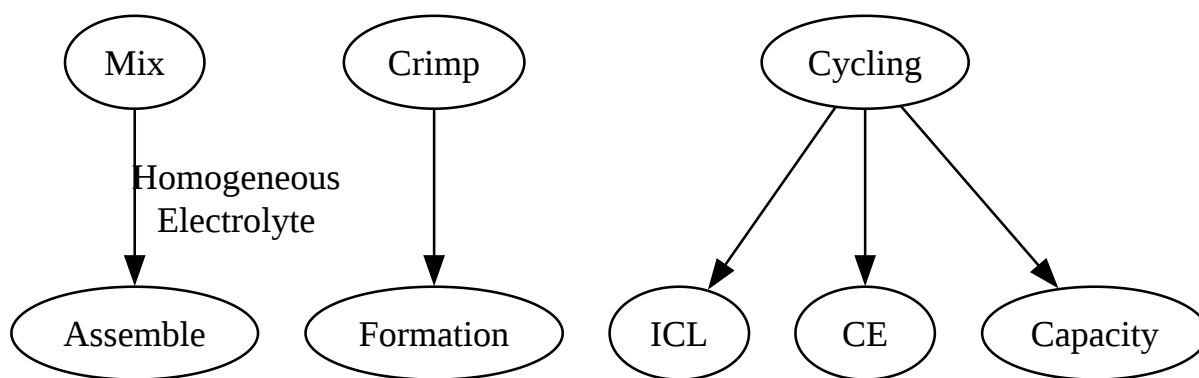 Mix
Crimp
Cycling
Homogeneous
Electrolyte
Assemble
Formation
ICL
CE
Capacity